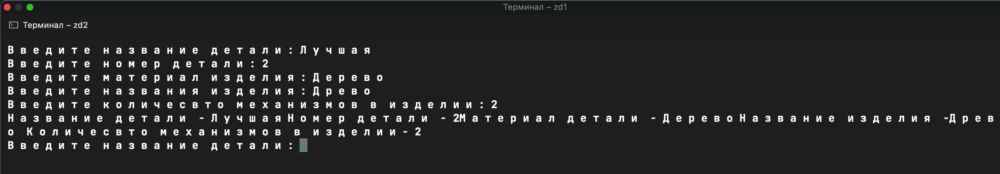 Терминал – zd1
Терминал – zd2
Введите название детали:Лучшая
Введите номер детали:2
Введите материал изделия:Дерево
Введите названия изделия:Древо
Введите количесвто механизмов в изделии:2
Название детали -ЛучшаяНомер детали - 2Материал детали - ДеревоНазвание изделия -Древ
о Количесвто механизмов в изделии- 2
Введите название детали: